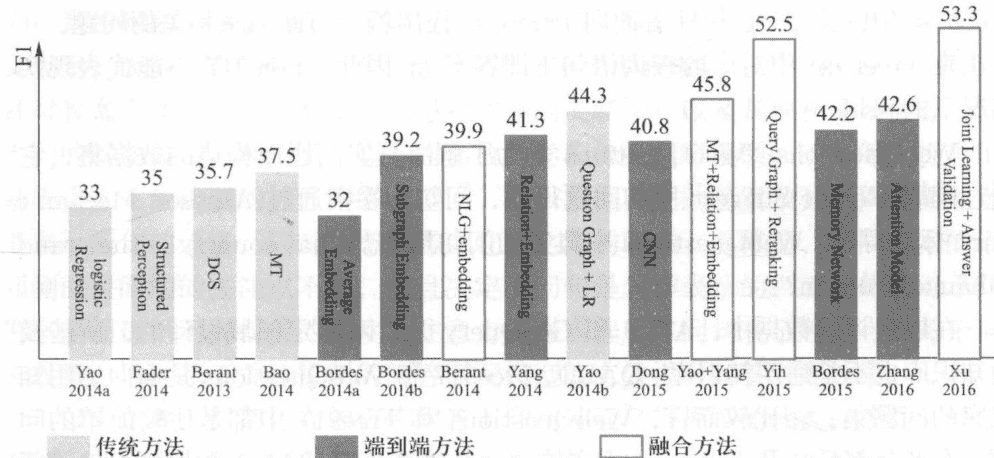 F1
33
35
35.7
37.5
32
39.2
39.9
41.3
44.3
40.8
45.8
52.5
42.2
42.6
53.3
logistic
Regression
Structured
Perception
DCS
MT
Average
Embedding
Subgraph Embedding
NLG+Embedding
Relation+Embedding
Question Graph +LR
CNN
MT+Relation+Embedding
Query Graph+ Reranking
Memory Network
Attention Model
Joint Learning + Answer
Validation
Yao Fader Berant Bao Bordes Bordes Berant Yang Yao Dong Yao+Yang Yih Bordes Zhang Xu
2014a 2014 2013 2014 2014a 2014b 2014 2014 2014b 2015 2015 2015 2015 2016 2016
传统方法 端到端方法 融合方法